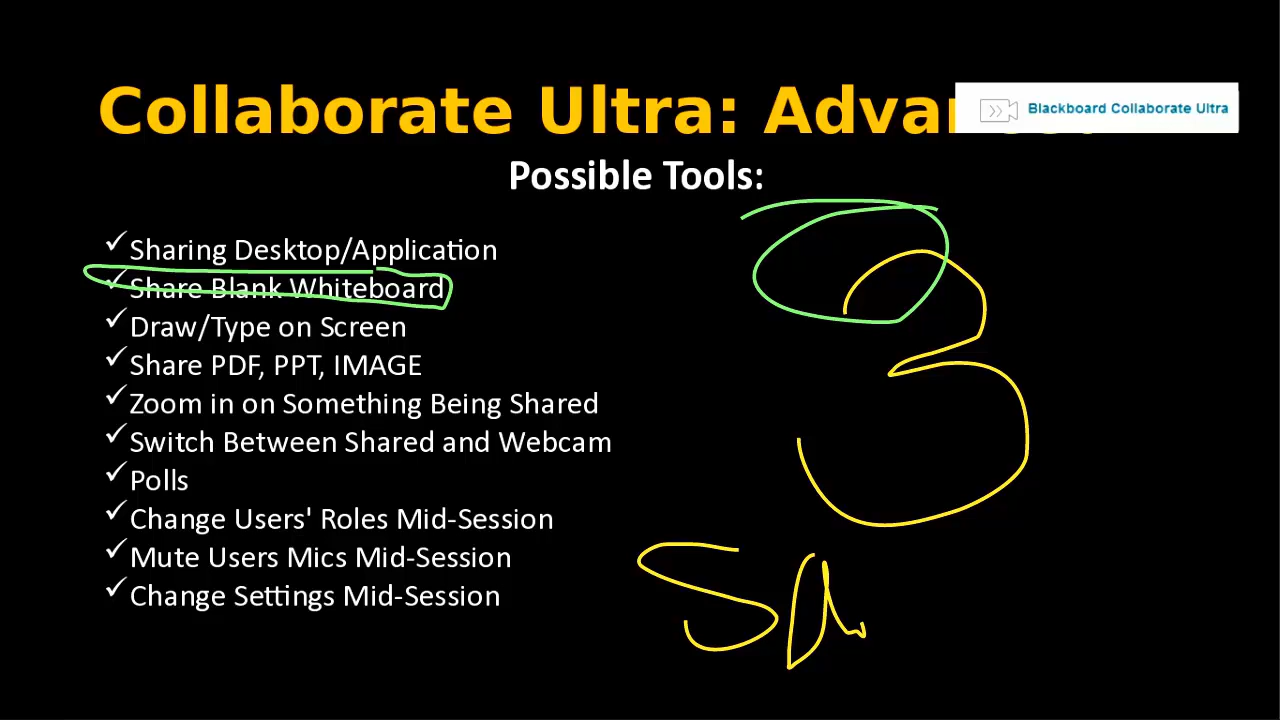 Collaborate Ultra: Advan
Blackboard Collaborate Ultra
Possible Tools:
Sharing Desktop/Application
Share Blank Whiteboard
Draw/Type on Screen
Share PDF, PPT, IMAGE
Zoom in on Something Being Shared
Switch Between Shared and Webcam
Polls
Change Users' Roles Mid-Session
Mute Users Mics Mid-Session
Change Settings Mid-Session
3
Sa